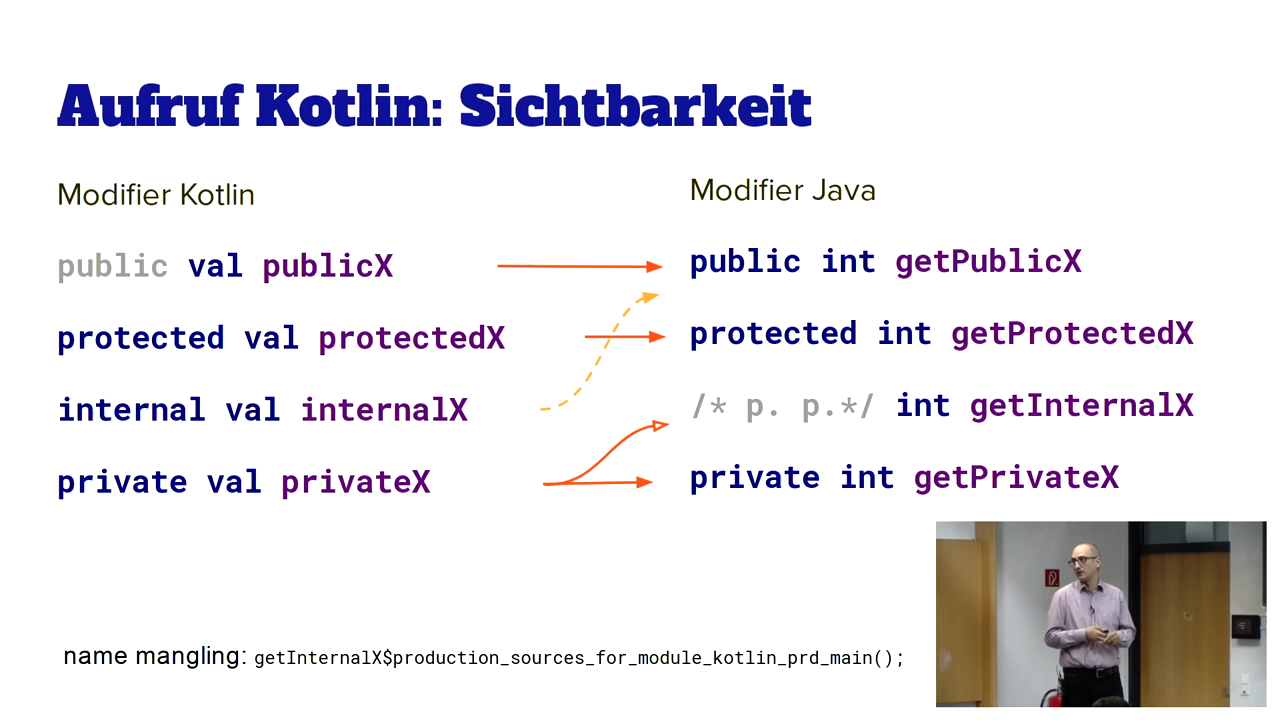 Aufruf Kotlin: Sichtbarkeit
Modifier Kotlin
public val publicX
protected val protectedX
internal val internalX
private val privateX
Modifier Java
public int getPublicX
protected int getProtectedX
/* p. p.*/ int getInternalX
private int getPrivateX
name mangling: getInternalX$production_sources_for_module_kotlin_prd_main();